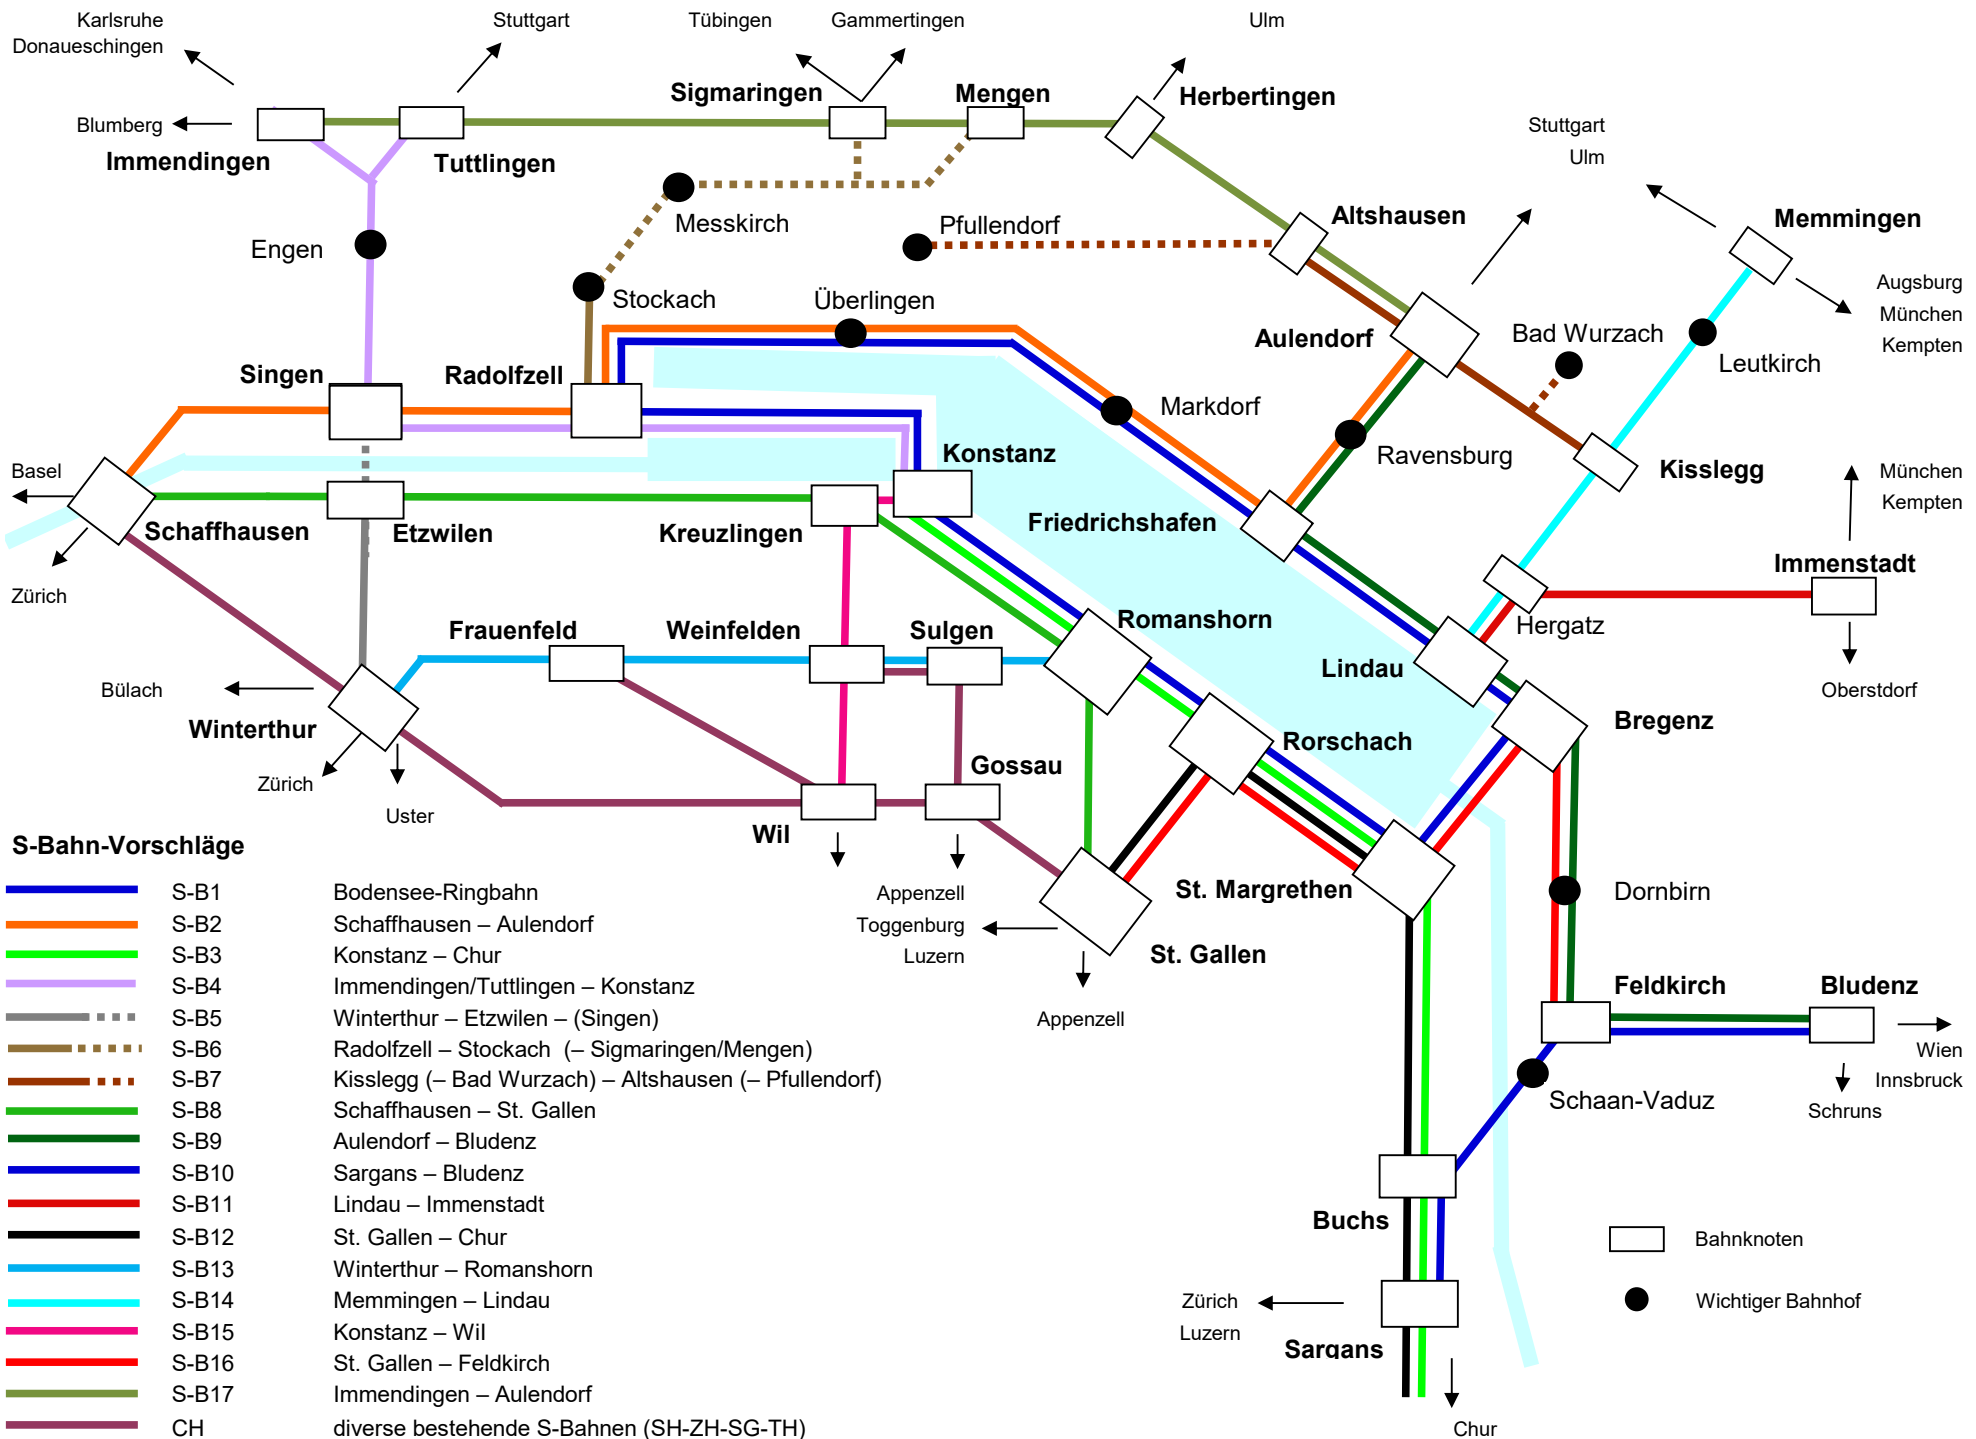 Karlsruhe
Donaueschingen
Stuttgart
Tübingen
Gammertingen
Ulm
Blumberg
Immendingen
Tuttlingen
Sigmaringen
Mengen
Herbertingen
Stuttgart
Ulm
Messkirch
Pfullendorf
Altshausen
Memmingen
Engen
Stockach
Überlingen
Aulendorf
Bad Wurzach
Leutkirch
Augsburg
München
Kempten
Singen
Radolfzell
Markdorf
Ravensburg
Kisslegg
Konstanz
München
Kempten
Basel
Schaffhausen
Etzwilen
Kreuzlingen
Friedrichshafen
Immenstadt
Zürich
Frauenfeld
Weinfelden
Sulgen
Romanshorn
Hergatz
Lindau
Oberstdorf
Bülach
Winterthur
Rorschach
Bregenz
Zürich
Uster
Gossau
Wil
St. Margrethen
Dornbirn
Appenzell
Toggenburg
Luzern
St. Gallen
Appenzell
Feldkirch
Bludenz
Wien
Innsbruck
Schruns
Schaan-Vaduz
Buchs
Zürich
Luzern
Sargans
Chur
Bahnknoten
Wichtiger Bahnhof
S-Bahn-Vorschläge
S-B1 Bodensee-Ringbahn
S-B2 Schaffhausen – Aulendorf
S-B3 Konstanz – Chur
S-B4 Immendingen/Tuttlingen – Konstanz
S-B5 Winterthur – Etzwilen – (Singen)
S-B6 Radolfzell – Stockach (– Sigmaringen/Mengen)
S-B7 Kisslegg (– Bad Wurzach) – Altshausen (– Pfullendorf)
S-B8 Schaffhausen – St. Gallen
S-B9 Aulendorf – Bludenz
S-B10 Sargans – Bludenz
S-B11 Lindau – Immenstadt
S-B12 St. Gallen – Chur
S-B13 Winterthur – Romanshorn
S-B14 Memmingen – Lindau
S-B15 Konstanz – Wil
S-B16 St. Gallen – Feldkirch
S-B17 Immendingen – Aulendorf
CH diverse bestehende S-Bahnen (SH-ZH-SG-TH)